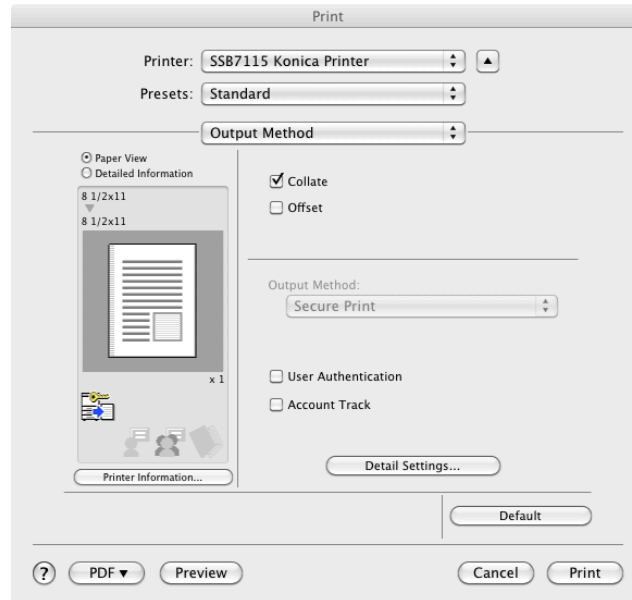 Print
Printer: SSB7115 Konica Printer
Presets: Standard
Output Method
Paper View
Detailed Information
8 1/2x11
8 1/2x11
x 1
Printer Information...
Collate
Offset
Output Method:
Secure Print
User Authentication
Account Track
Detail Settings...
Default
? PDF▼ Preview Cancel Print